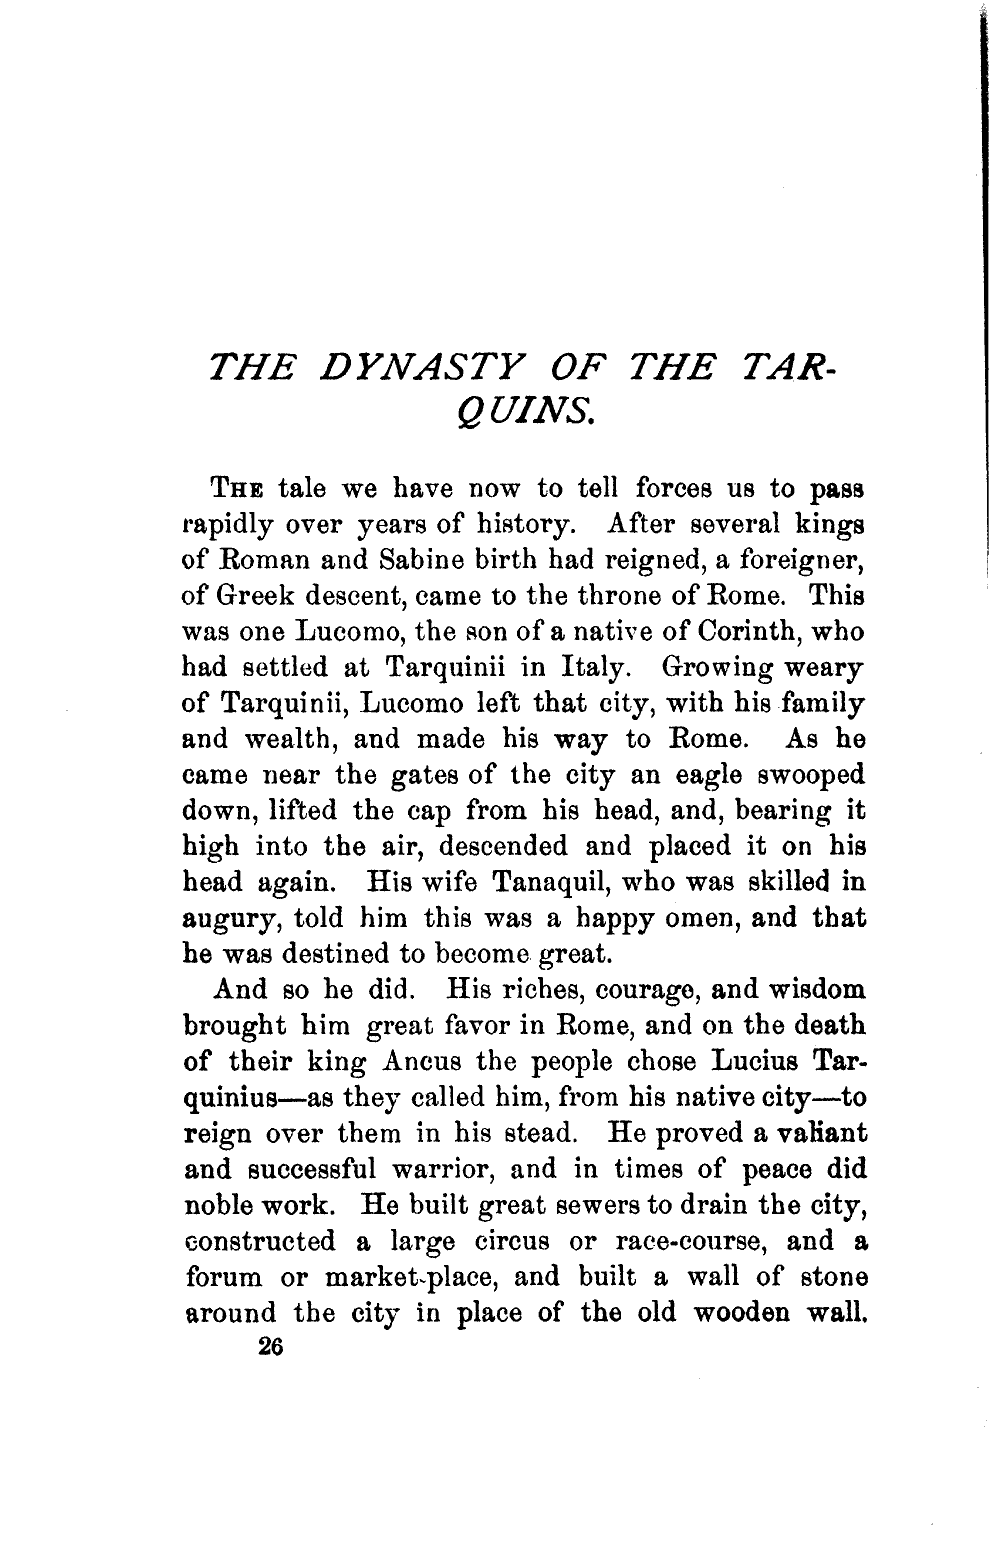 THE DYNASTY OF THE TAR-
QUINS.
THE tale we have now to tell forces us to pass
rapidly over years of history. After several kings
of Roman and Sabine birth had reigned, a foreigner,
of Greek descent, came to the throne of Rome. This
was one Lucomo, the son of a native of Corinth, who
had settled at Tarquinii in Italy. Growing weary
of Tarquinii, Lucomo left that city, with his family
and wealth, and made his way to Rome. As he
came near the gates of the city an eagle swooped
down, lifted the cap from his head, and, bearing it
high into the air, descended and placed it on his
head again. His wife Tanaquil, who was skilled in
augury, told him this was a happy omen, and that
he was destined to become great.
And so he did. His riches, courage, and wisdom
brought him great favor in Rome, and on the death
of their king Ancus the people chose Lucius Tar-
quinius—as they called him, from his native city—to
reign over them in his stead. He proved a valiant
and successful warrior, and in times of peace did
noble work. He built great sewers to drain the city,
constructed a large circus or race-course, and a
forum or market-place, and built a wall of stone
around the city in place of the old wooden wall.
26